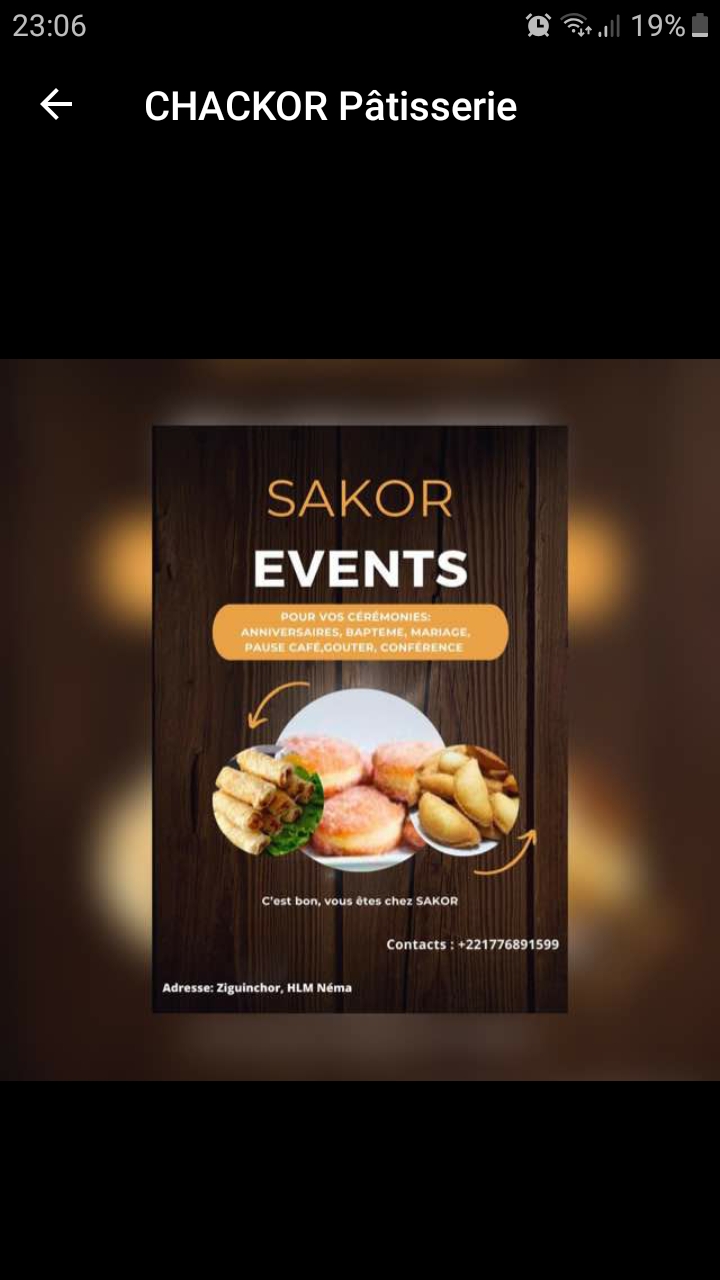 23:06
19%
CHACKOR Pâtisserie
SAKOR
EVENTS
POUR VOS CÉRÉMONIES:
ANNIVERSAIRES, BAPTEME, MARIAGE,
PAUSE CAFÉ,GOUTER, CONFÉRENCE
C'est bon, vous êtes chez SAKOR
Contacts : +221776891599
Adresse: Ziguinchor, HLM Néma